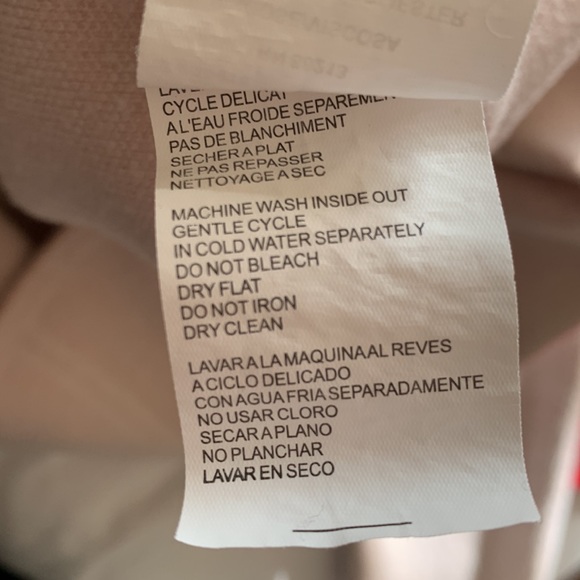 CYCLE DELICAT
A L'EAU FROIDE
PAS DE BLANCHIMENT
SECHER A PLAT
NE PAS REPASSER
NETTOYAGE A SEC
MACHINE WASH INSIDE OUT
GENTLE CYCLE
IN COLD WATER SEPARATELY
DO NOT BLEACH
DRY FLAT
DO NOT IRON
DRY CLEAN
LAVAR A LA MAQUINA AL REVES
A CICLO DELICADO
CON AGUA FRIA SEPARADAMENTE
NO USAR CLORO
SECAR A PLANO
NO PLANCHAR
LAVAR EN SECO